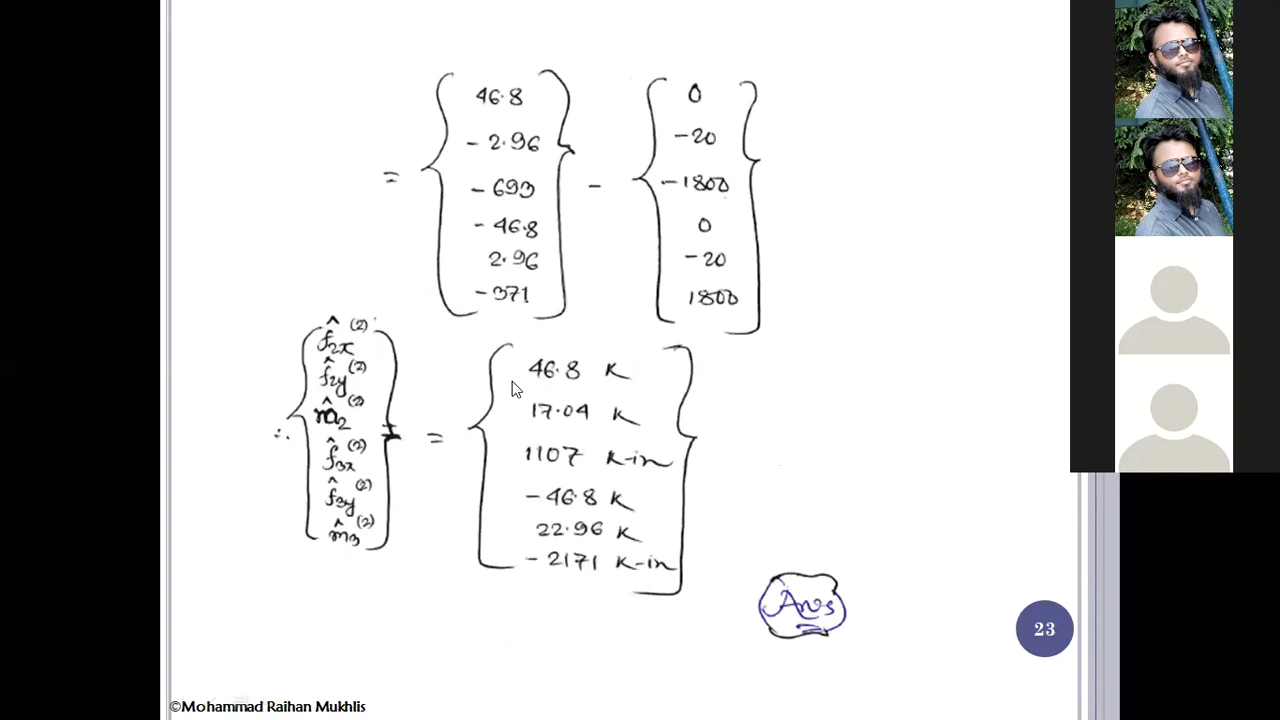 = { 46.8 } - { 0 }
- 2.96 -20
- 693 -1800
- 46.8 0
2.96 -20
- 371 1800
f̂2x(2) 46.8 K
f̂2y(2) 17.04 K
m̂2(2) 1107 K-in
∴ { f̂3x(2) } = { - 46.8 K }
f̂3y(2) 22.96 K
m̂3(2) - 2171 K-in
Ans
23
©Mohammad Raihan Mukhlis